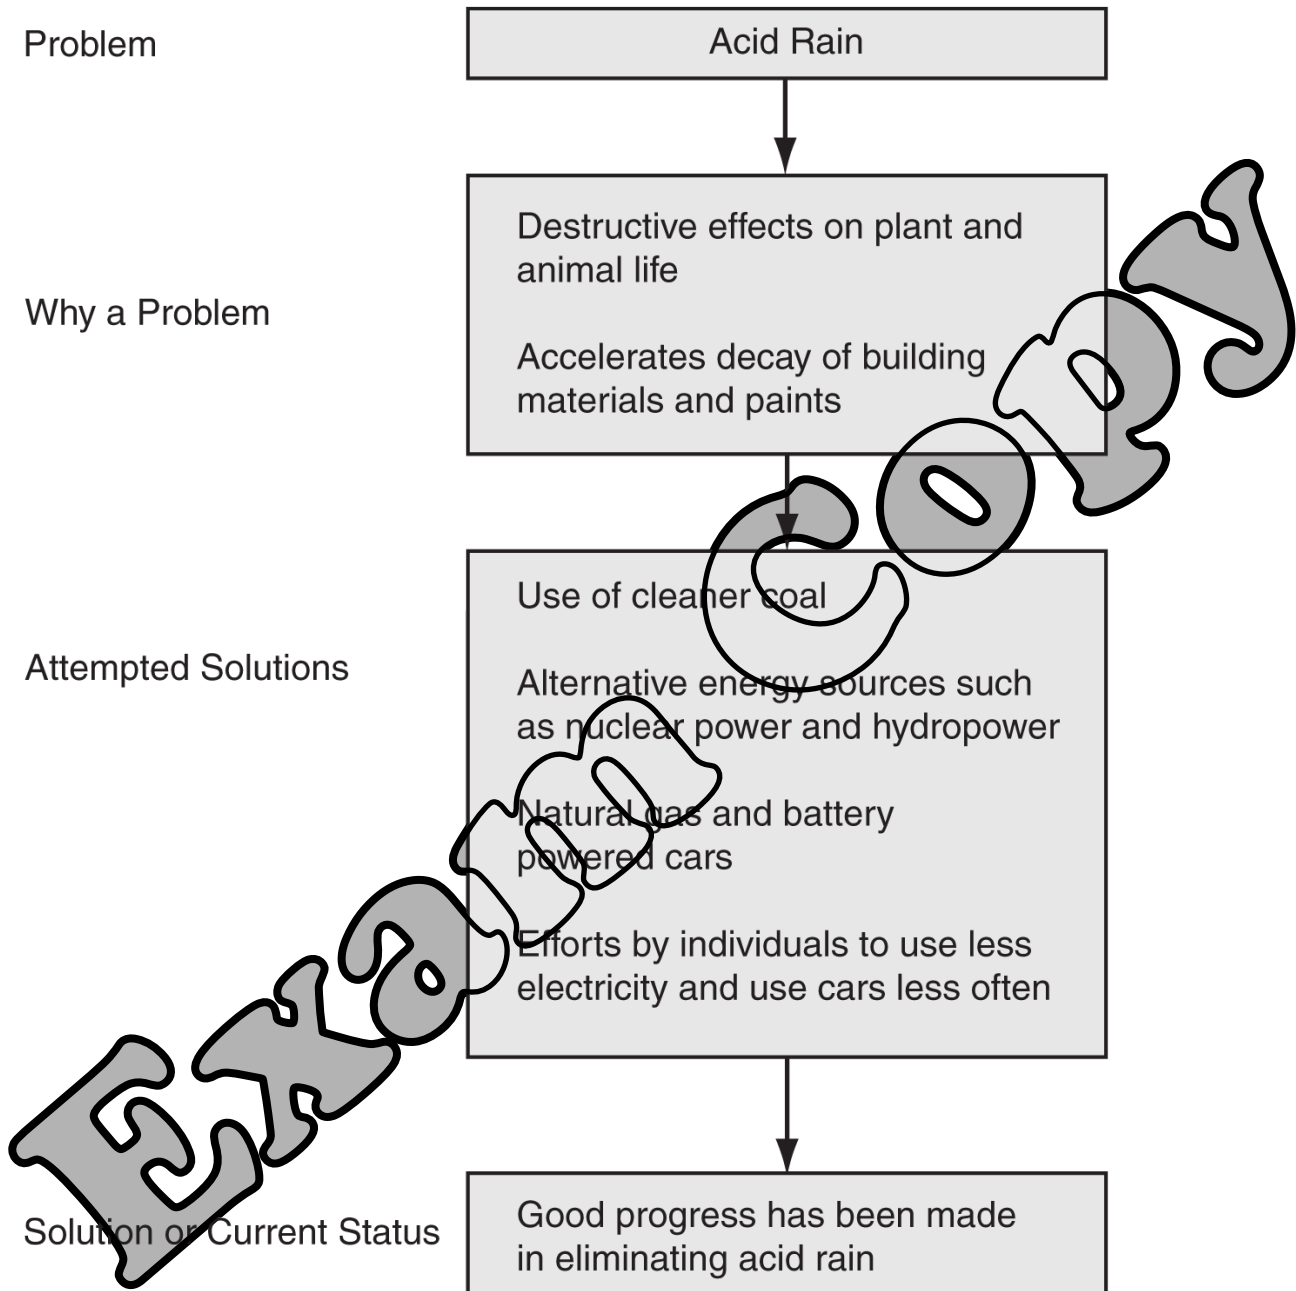 Problem
Acid Rain
Why a Problem
Destructive effects on plant and
animal life
Accelerates decay of building
materials and paints
Attempted Solutions
Use of cleaner coal
Alternative energy sources such
as nuclear power and hydropower
Natural gas and battery
powered cars
Efforts by individuals to use less
electricity and use cars less often
Solution or Current Status
Good progress has been made
in eliminating acid rain
Exam Copy